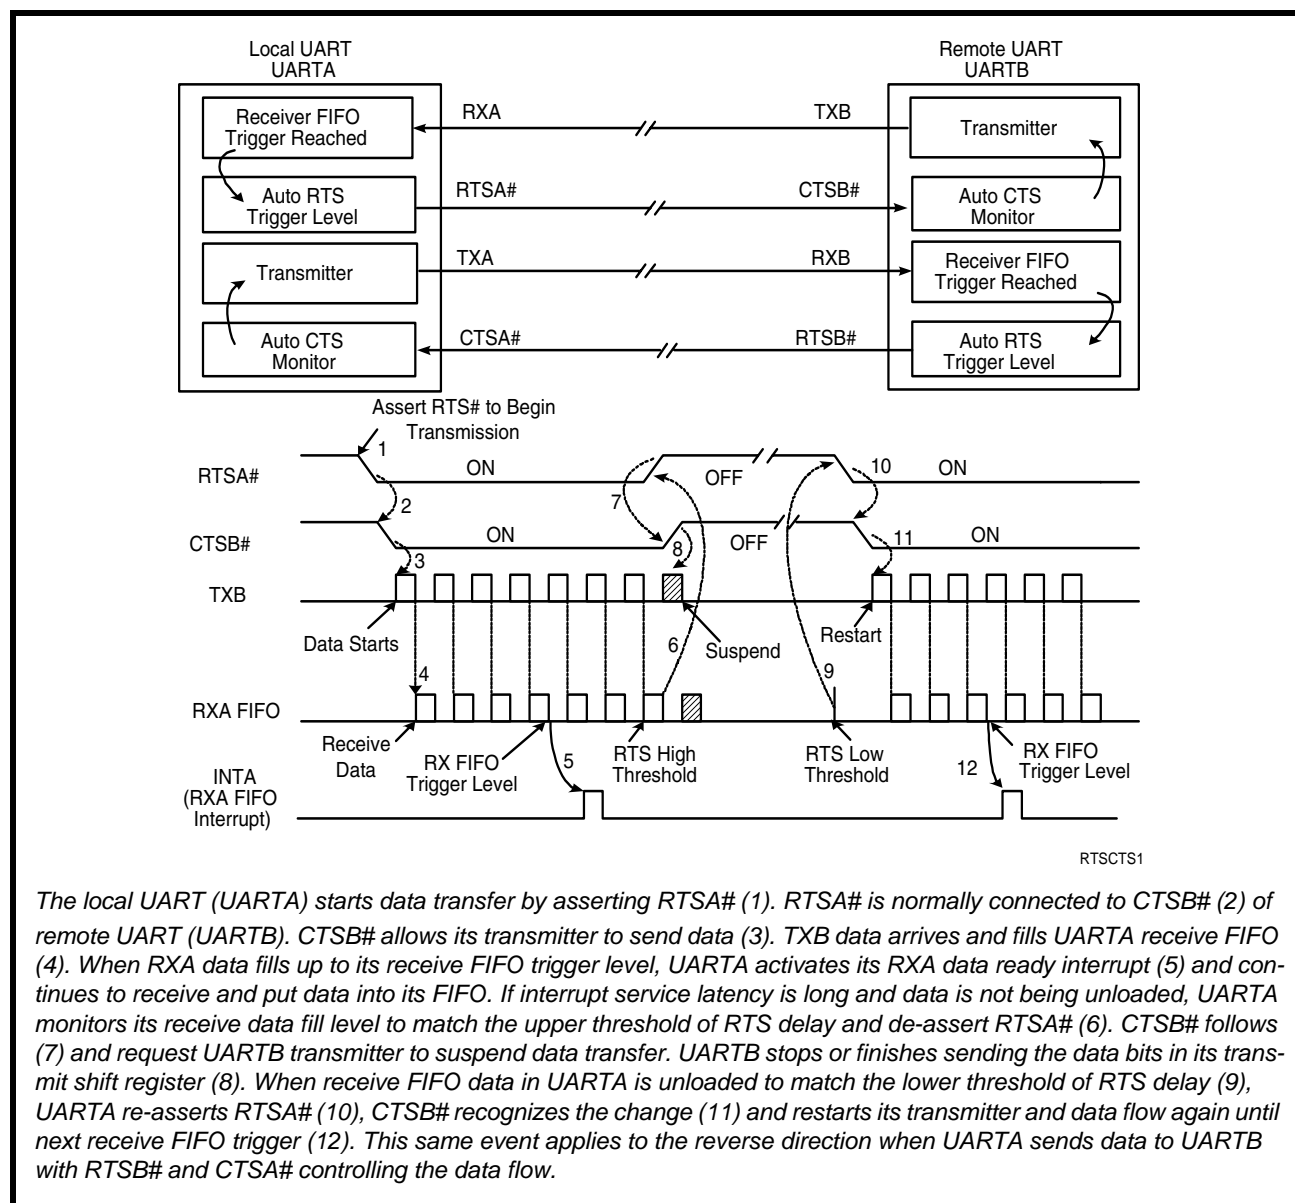 Local UART
UARTA
Remote UART
UARTB
Receiver FIFO
Trigger Reached
RXA
TXB
Transmitter
Auto RTS
Trigger Level
RTSA#
CTSB#
Auto CTS
Monitor
Transmitter
TXA
RXB
Receiver FIFO
Trigger Reached
Auto CTS
Monitor
CTSA#
RTSB#
Auto RTS
Trigger Level
Assert RTS# to Begin
Transmission
1
RTSA#
ON
OFF
10
ON
2
7
CTSB#
ON
8
OFF
11
ON
3
TXB
Data Starts
6
Suspend
Restart
4
9
RXA FIFO
Receive
Data
RX FIFO
Trigger Level
5
RTS High
Threshold
RTS Low
Threshold
12
RX FIFO
Trigger Level
INTA
(RXA FIFO
Interrupt)
RTSCTS1
The local UART (UARTA) starts data transfer by asserting RTSA# (1). RTSA# is normally connected to CTSB# (2) of
remote UART (UARTB). CTSB# allows its transmitter to send data (3). TXB data arrives and fills UARTA receive FIFO
(4). When RXA data fills up to its receive FIFO trigger level, UARTA activates its RXA data ready interrupt (5) and con-
tinues to receive and put data into its FIFO. If interrupt service latency is long and data is not being unloaded, UARTA
monitors its receive data fill level to match the upper threshold of RTS delay and de-assert RTSA# (6). CTSB# follows
(7) and request UARTB transmitter to suspend data transfer. UARTB stops or finishes sending the data bits in its trans-
mit shift register (8). When receive FIFO data in UARTA is unloaded to match the lower threshold of RTS delay (9),
UARTA re-asserts RTSA# (10), CTSB# recognizes the change (11) and restarts its transmitter and data flow again until
next receive FIFO trigger (12). This same event applies to the reverse direction when UARTA sends data to UARTB
with RTSB# and CTSA# controlling the data flow.